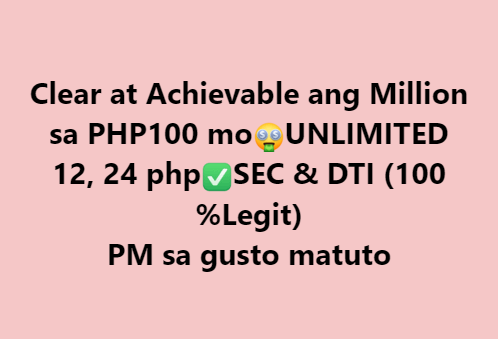 Clear at Achievable ang Million
sa PHP100 mo🤑UNLIMITED
12, 24 php✅SEC & DTI (100
%Legit)
PM sa gusto matuto